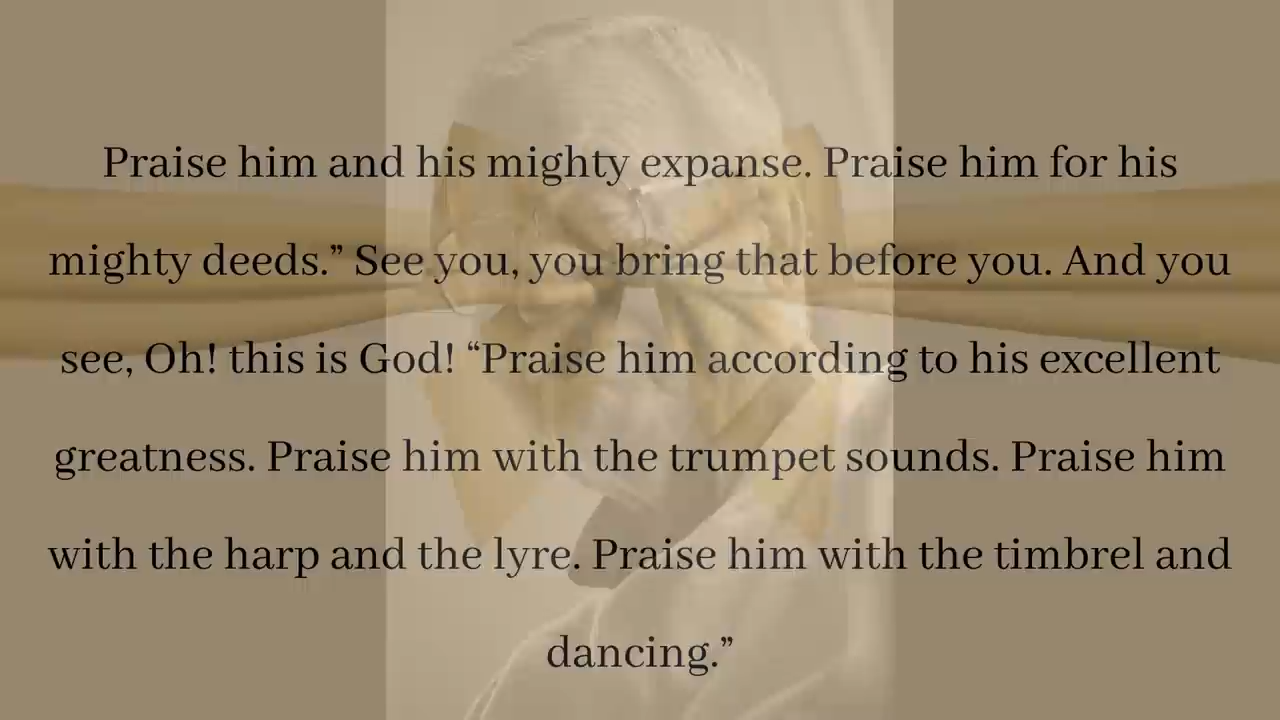 Praise him and his mighty expanse. Praise him for his
mighty deeds.” See you, you bring that before you. And you
see, Oh! this is God! “Praise him according to his excellent
greatness. Praise him with the trumpet sounds. Praise him
with the harp and the lyre. Praise him with the timbrel and
dancing.”